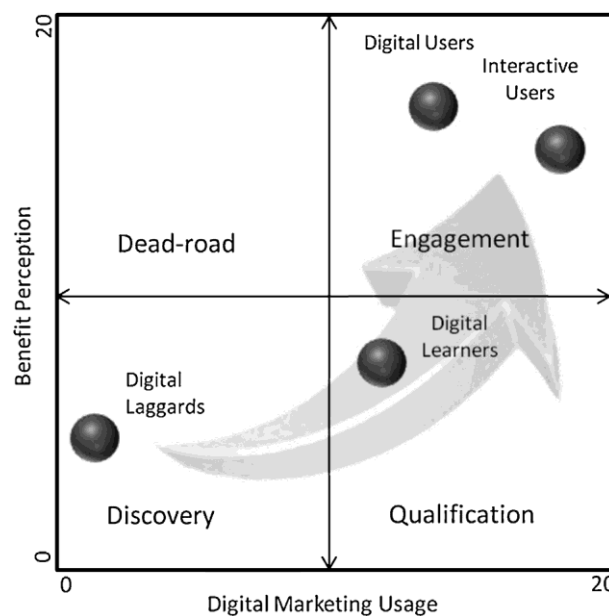 20
Digital Users
Interactive
Users
Dead-road
Engagement
Benefit Perception
Digital
Learners
Digital
Laggards
Discovery
Qualification
0
0
20
Digital Marketing Usage